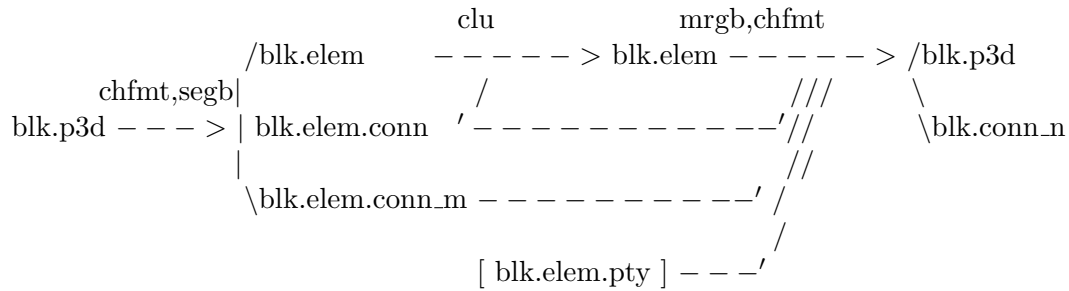 clu mrgb,chfmt
/blk.elem - - - - - > blk.elem - - - - - > /blk.p3d
chfmt,segb| / /// \
blk.p3d - - - > | blk.elem.conn ' - - - - - - - - - - -'// \blk.conn_n
| //
\blk.elem.conn_m - - - - - - - - - -' /
/
[ blk.elem.pty ] - - -'